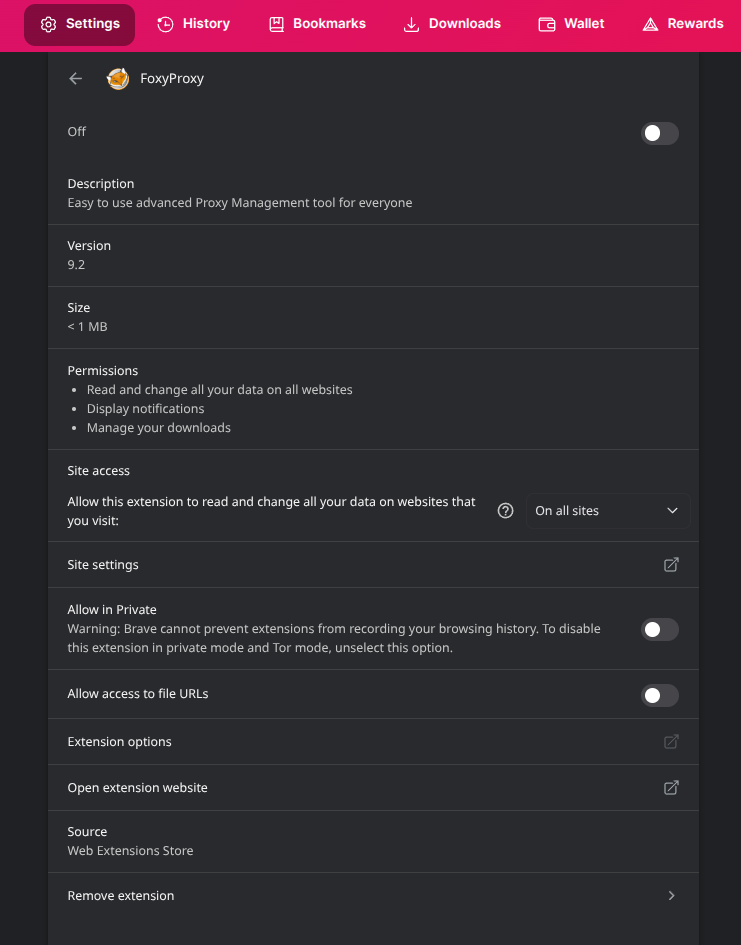 Settings
History
Bookmarks
Downloads
Wallet
Rewards
FoxyProxy
Off
Description
Easy to use advanced Proxy Management tool for everyone
Version
9.2
Size
< 1 MB
Permissions
• Read and change all your data on all websites
• Display notifications
• Manage your downloads
Site access
Allow this extension to read and change all your data on websites that
you visit:
On all sites
Site settings
Allow in Private
Warning: Brave cannot prevent extensions from recording your browsing history. To disable
this extension in private mode and Tor mode, unselect this option.
Allow access to file URLs
Extension options
Open extension website
Source
Web Extensions Store
Remove extension